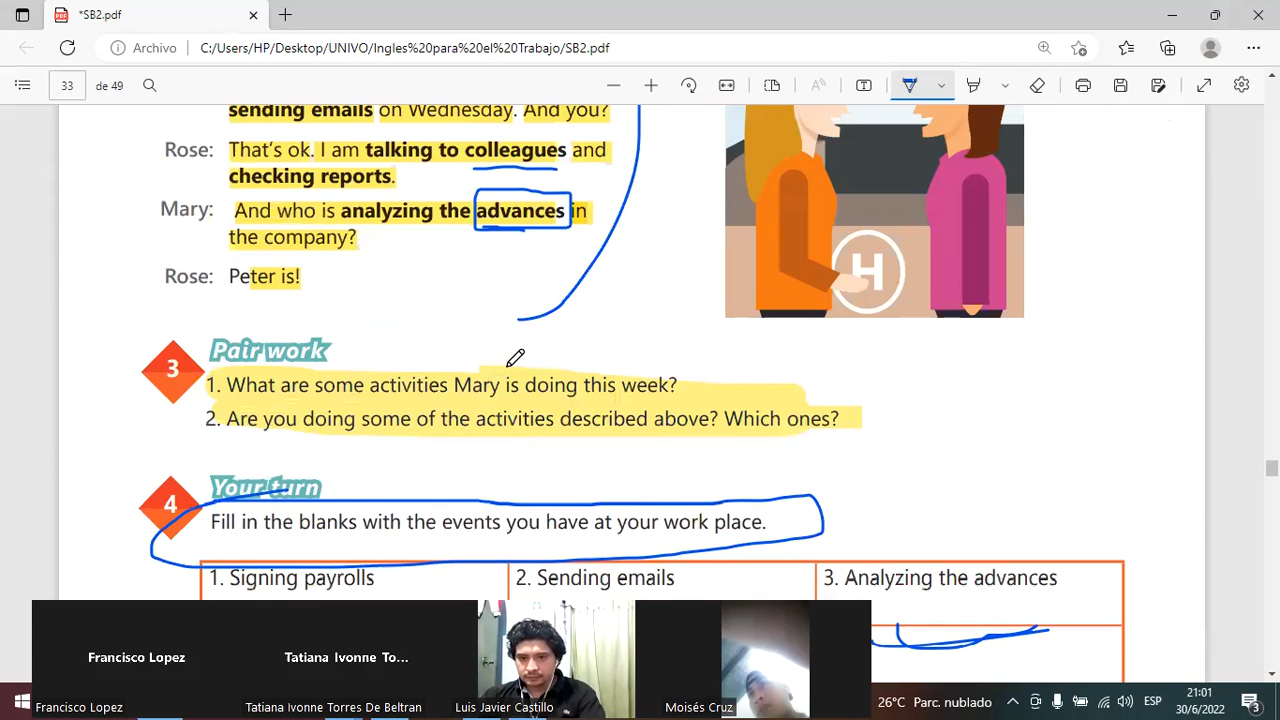 *SB2.pdf
Archivo
C:/Users/HP/Desktop/UNIVO/Ingles%20para%20el%20Trabajo/SB2.pdf
33
de 49
sending emails on Wednesday. And you?
Rose: That's ok. I am talking to colleagues and
checking reports.
Mary: And who is analyzing the advances in
the company?
Rose: Peter is!
H
3
Pair work
1. What are some activities Mary is doing this week?
2. Are you doing some of the activities described above? Which ones?
4
Your turn
Fill in the blanks with the events you have at your work place.
1. Signing payrolls
2. Sending emails
3. Analyzing the advances
Francisco Lopez
Tatiana Ivonne To...
Francisco Lopez
Tatiana Ivonne Torres De Beltran
Luis Javier Castillo
Moisés Cruz
26°C Parc. nublado
ESP
21:01
30/6/2022
3